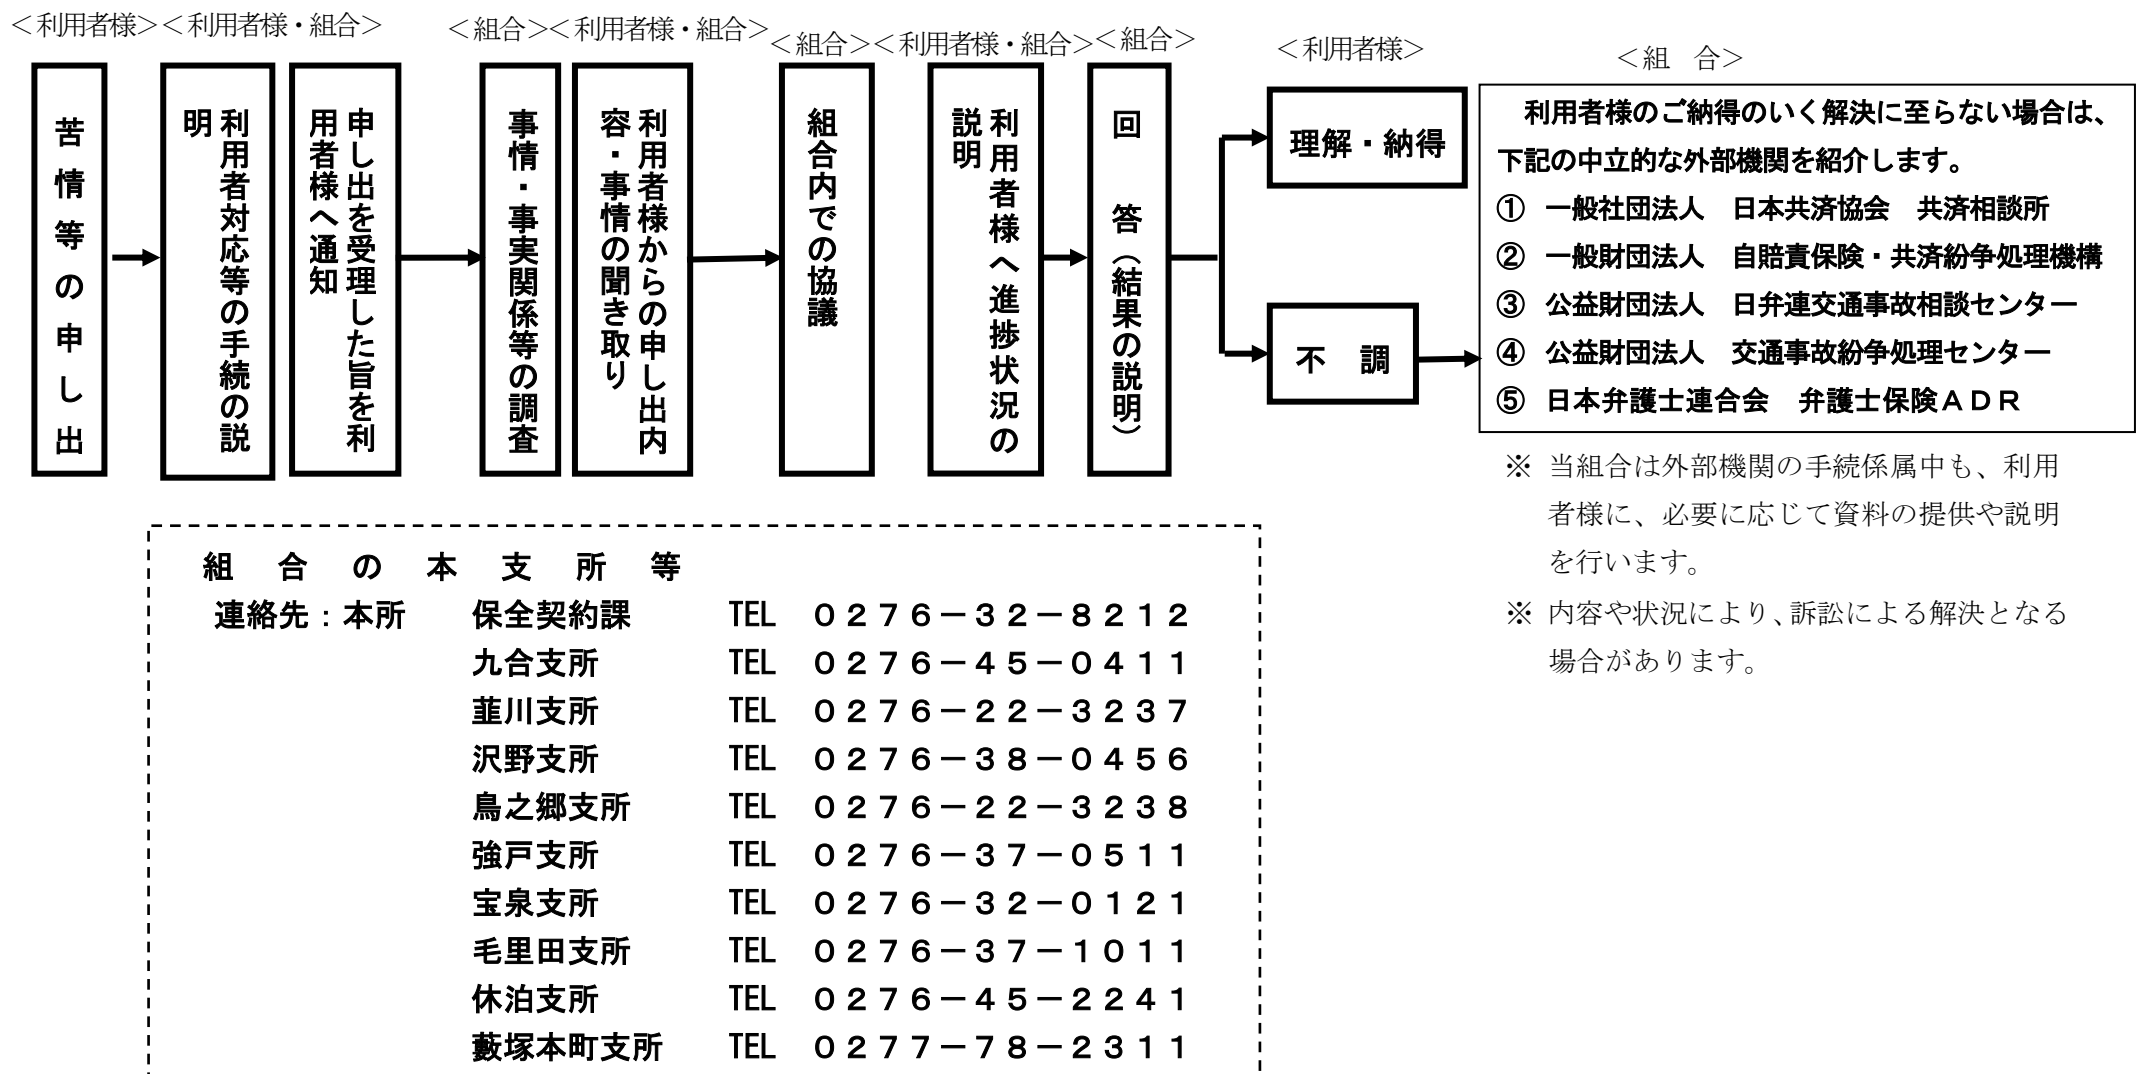 ＜利用者様＞
＜利用者様・組合＞
＜組合＞
＜利用者様・組合＞
＜組合＞
＜利用者様・組合＞
＜組合＞
＜利用者様＞
＜組　合＞
苦情等の申し出
利用者対応等の手続の説
明
申し出を受理した旨を利
用者様へ通知
事情・事実関係等の調査
利用者様からの申し出内
容・事情の聞き取り
組合内での協議
利用者様へ進捗状況の
説明
回　答（結果の説明）
理解・納得
不　調
利用者様のご納得のいく解決に至らない場合は、
下記の中立的な外部機関を紹介します。
①　一般社団法人　日本共済協会　共済相談所
②　一般財団法人　自賠責保険・共済紛争処理機構
③　公益財団法人　日弁連交通事故相談センター
④　公益財団法人　交通事故紛争処理センター
⑤　日本弁護士連合会　弁護士保険ＡＤＲ
※　当組合は外部機関の手続係属中も、利用
者様に、必要に応じて資料の提供や説明
を行います。
※　内容や状況により、訴訟による解決となる
場合があります。
組　合　の　本　支　所　等
連絡先：本所　保全契約課　TEL　０２７６－３２－８２１２
九合支所　TEL　０２７６－４５－０４１１
韮川支所　TEL　０２７６－２２－３２３７
沢野支所　TEL　０２７６－３８－０４５６
鳥之郷支所　TEL　０２７６－２２－３２３８
強戸支所　TEL　０２７６－３７－０５１１
宝泉支所　TEL　０２７６－３２－０１２１
毛里田支所　TEL　０２７６－３７－１０１１
休泊支所　TEL　０２７６－４５－２２４１
藪塚本町支所　TEL　０２７７－７８－２３１１